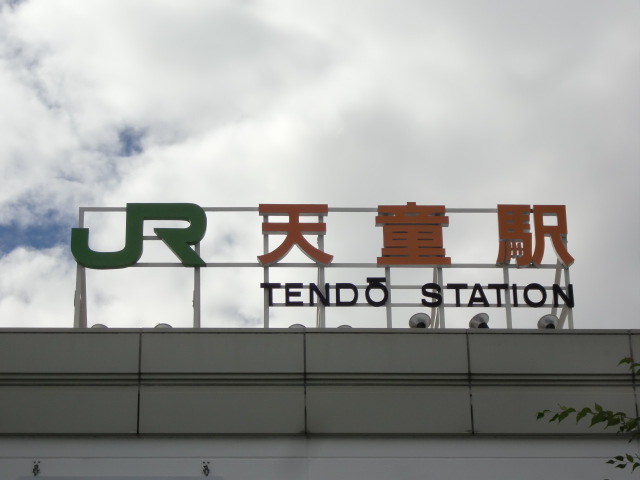 JR 天童駅
TENDŌ STATION